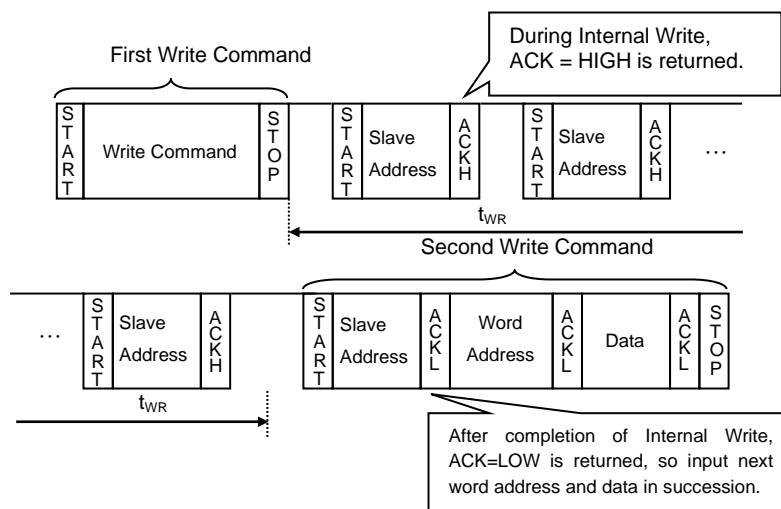 First Write Command
During Internal Write,
ACK = HIGH is returned.
START
Write Command
STOP
START
Slave
Address
ACKH
START
Slave
Address
ACKH
…
tWR
Second Write Command
…
START
Slave
Address
ACKH
START
Slave
Address
ACKL
Word
Address
ACKL
Data
ACKL
STOP
tWR
After completion of Internal Write,
ACK=LOW is returned, so input next
word address and data in succession.